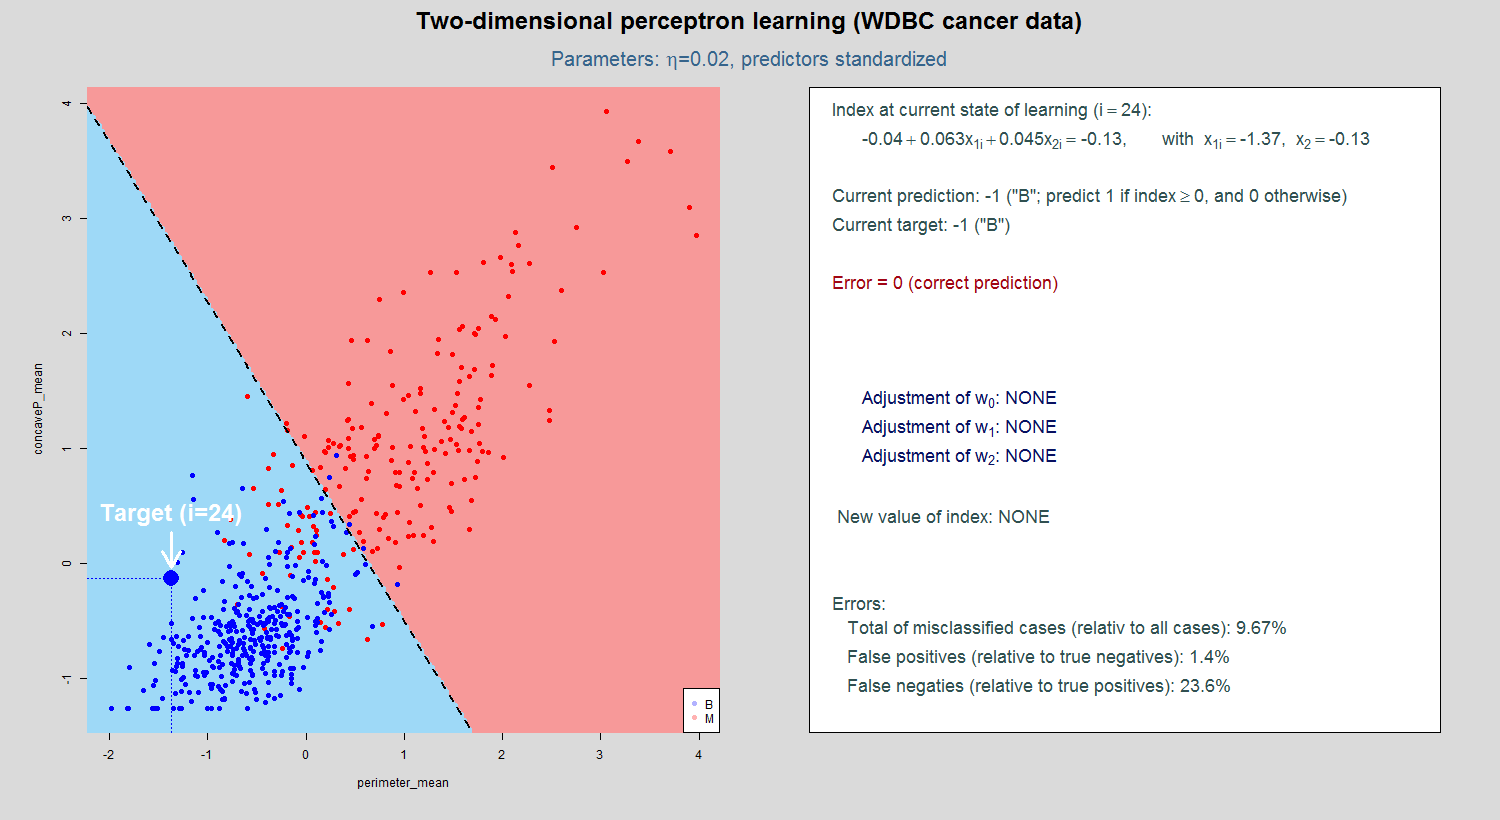 Two-dimensional perceptron learning (WDBC cancer data)
Parameters: η=0.02, predictors standardized
4
3
2
1
0
-1
concaveP_mean
Target (i=24)
B
M
-2 -1 0 1 2 3 4
perimeter_mean
Index at current state of learning (i = 24):
-0.04 + 0.063x1i + 0.045x2i = -0.13, with x1i = -1.37, x2 = -0.13
Current prediction: -1 ("B"; predict 1 if index ≥ 0, and 0 otherwise)
Current target: -1 ("B")
Error = 0 (correct prediction)
Adjustment of w0: NONE
Adjustment of w1: NONE
Adjustment of w2: NONE
New value of index: NONE
Errors:
Total of misclassified cases (relativ to all cases): 9.67%
False positives (relative to true negatives): 1.4%
False negaties (relative to true positives): 23.6%